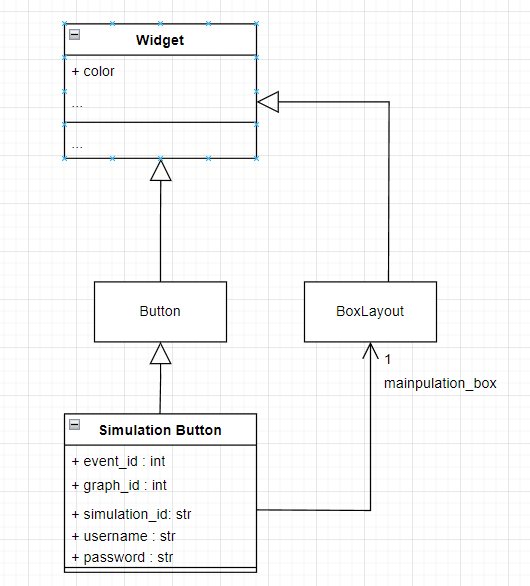 Widget
+ color
...
...
Button
BoxLayout
1
mainpulation_box
Simulation Button
+ event_id : int
+ graph_id : int
+ simulation_id: str
+ username : str
+ password : str